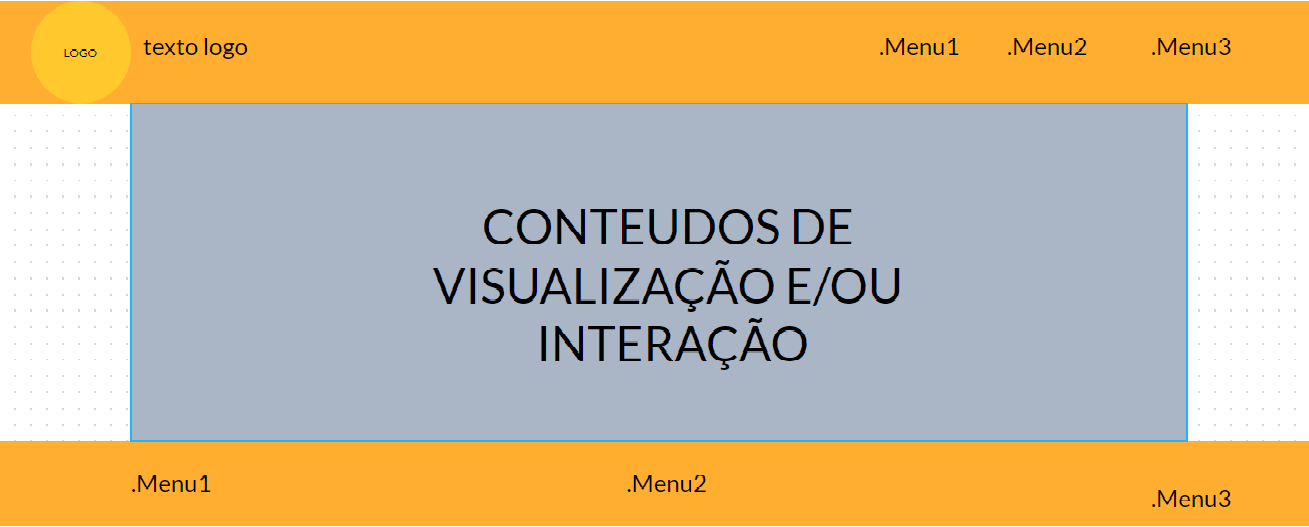 LOGO
texto logo
.Menu1
.Menu2
.Menu3
CONTEUDOS DE
VISUALIZAÇÃO E/OU
INTERAÇÃO
.Menu1
.Menu2
.Menu3